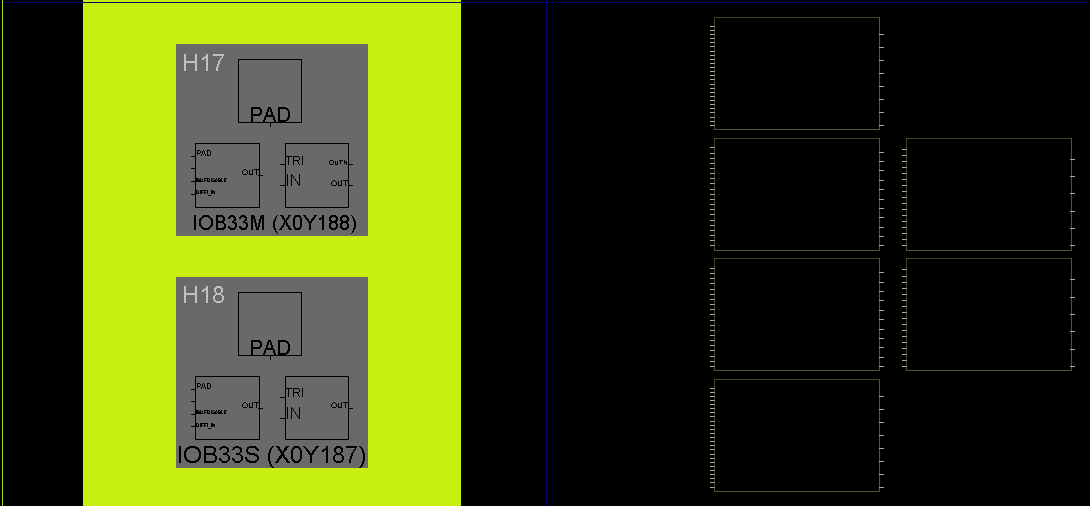 H17
PAD
PAD
OUT
IBUFDISABLE
DIFFI_IN
TRI
IN
OUTN
OUT
IOB33M (X0Y188)
H18
PAD
PAD
OUT
IBUFDISABLE
DIFFI_IN
TRI
IN
OUT
IOB33S (X0Y187)